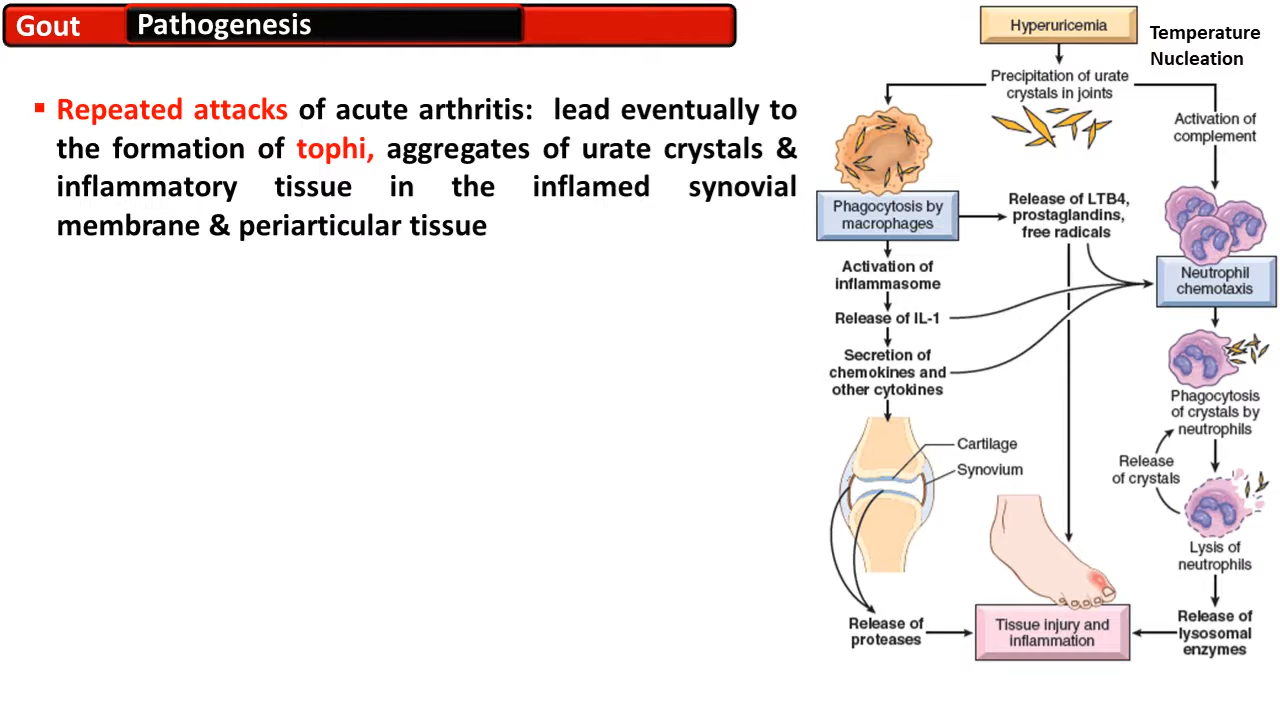 Gout
Pathogenesis
▪ Repeated attacks of acute arthritis: lead eventually to
the formation of tophi, aggregates of urate crystals &
inflammatory tissue in the inflamed synovial
membrane & periarticular tissue
Hyperuricemia
Temperature
Nucleation
Precipitation of urate
crystals in joints
Activation of
complement
Phagocytosis by
macrophages
Release of LTB4,
prostaglandins,
free radicals
Neutrophil
chemotaxis
Activation of
inflammasome
Release of IL-1
Secretion of
chemokines and
other cytokines
Phagocytosis
of crystals by
neutrophils
Cartilage
Synovium
Release
of crystals
Lysis of
neutrophils
Release of
proteases
Tissue injury and
inflammation
Release of
lysosomal
enzymes